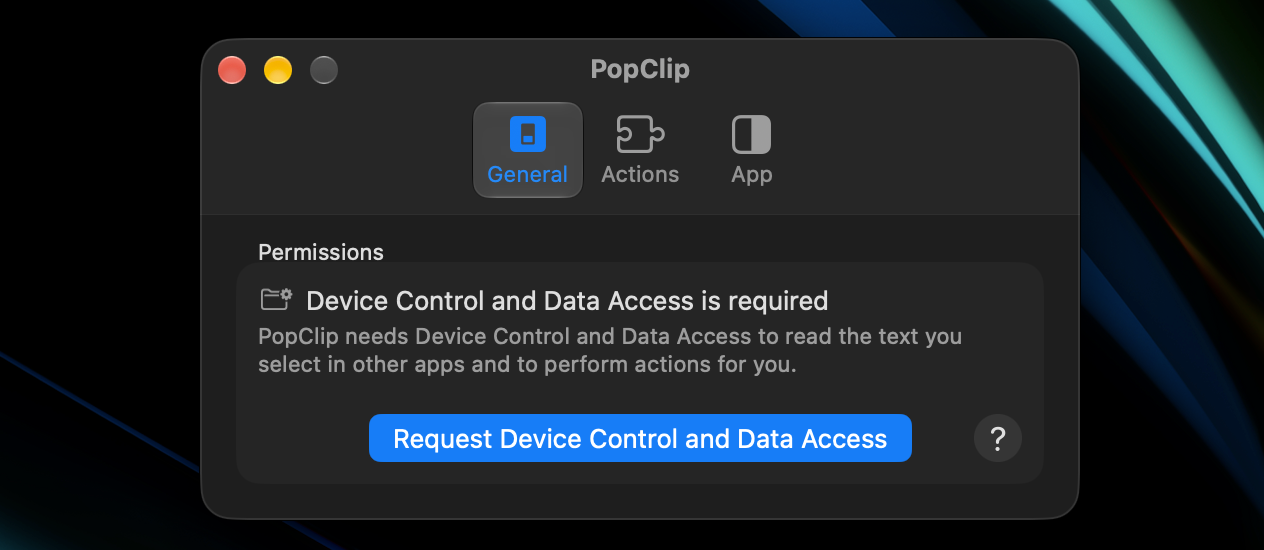 PopClip
General
Actions
App
Permissions
Device Control and Data Access is required
PopClip needs Device Control and Data Access to read the text you
select in other apps and to perform actions for you.
Request Device Control and Data Access
?